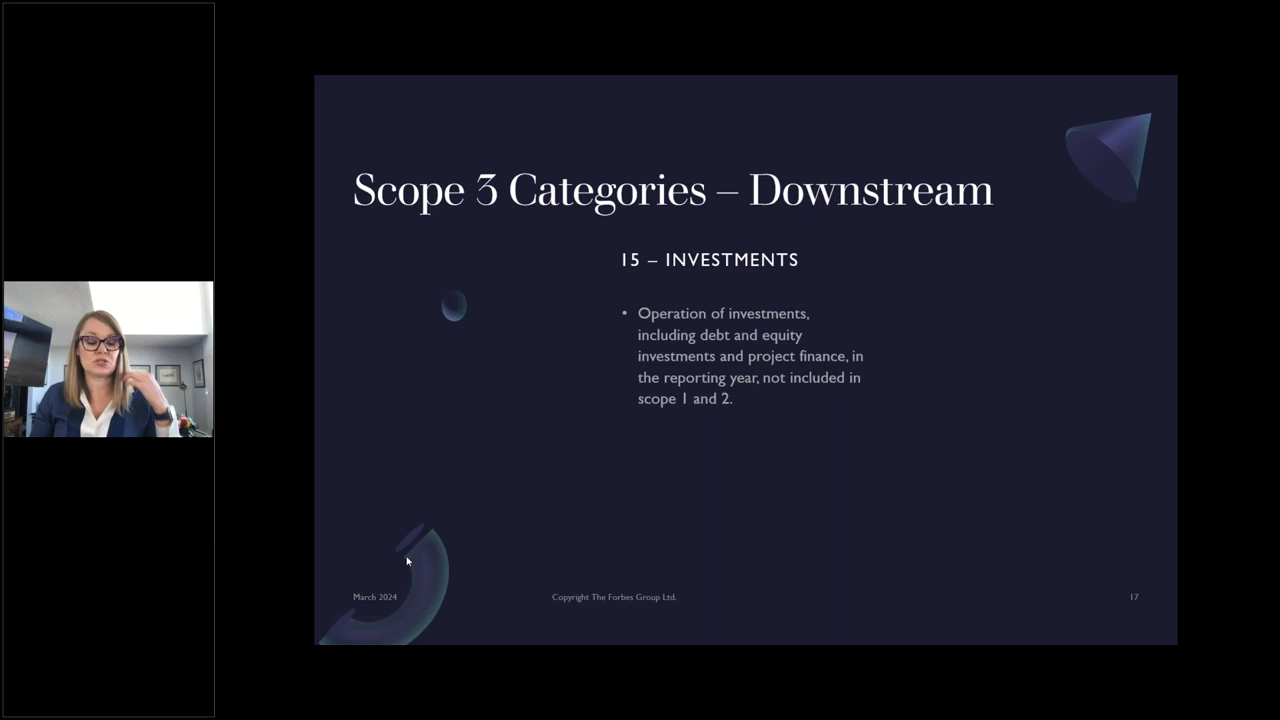 Scope 3 Categories – Downstream
15 – INVESTMENTS
• Operation of investments,
including debt and equity
investments and project finance, in
the reporting year, not included in
scope 1 and 2.
March 2024
Copyright The Forbes Group Ltd.
17